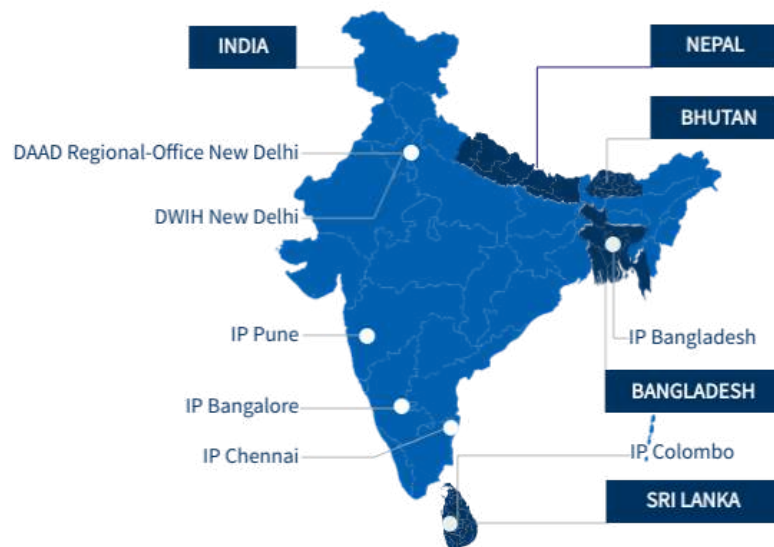 INDIA
NEPAL
BHUTAN
DAAD Regional-Office New Delhi
DWIH New Delhi
IP Pune
IP Bangladesh
BANGLADESH
IP Bangalore
IP Chennai
IP Colombo
SRI LANKA